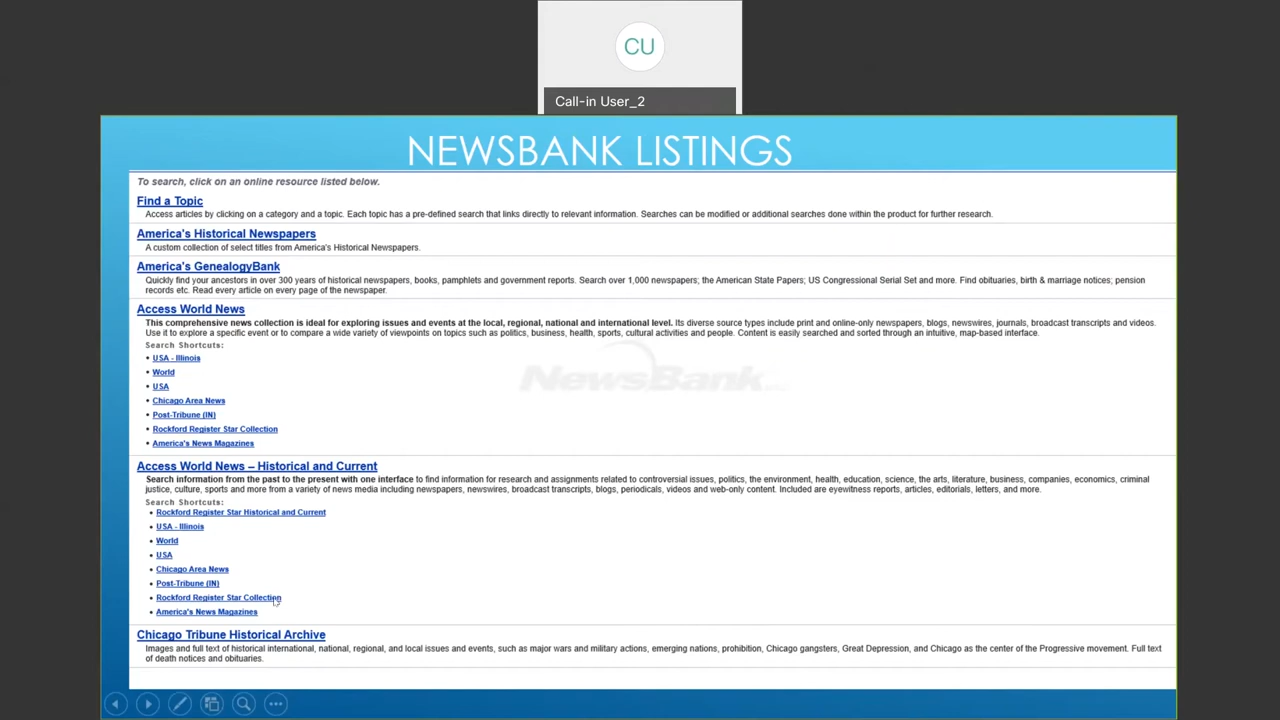 CU
Call-in User_2
NEWSBANK LISTINGS
To search, click on an online resource listed below.
Find a Topic
Access articles by clicking on a category and a topic. Each topic has a pre-defined search that links directly to relevant information. Searches can be modified or additional searches done within the product for further research.
America's Historical Newspapers
A custom collection of select titles from America's Historical Newspapers.
America's GenealogyBank
Quickly find your ancestors in over 300 years of historical newspapers, books, pamphlets and government reports. Search over 1,000 newspapers; the American State Papers; US Congressional Serial Set and more. Find obituaries, birth & marriage notices; pension
records etc. Read every article on every page of the newspaper.
Access World News
This comprehensive news collection is ideal for exploring issues and events at the local, regional, national and international level. Its diverse source types include print and online-only newspapers, blogs, newswires, journals, broadcast transcripts and videos.
Use it to explore a specific event or to compare a wide variety of viewpoints on topics such as politics, business, health, sports, cultural activities and people. Content is easily searched and sorted through an intuitive, map-based interface.
Search Shortcuts:
• USA - Illinois
• World
• USA
• Chicago Area News
• Post-Tribune (IN)
• Rockford Register Star Collection
• America's News Magazines
NewsBank
Access World News – Historical and Current
Search information from the past to the present with one interface to find information for research and assignments related to controversial issues, politics, the environment, health, education, science, the arts, literature, business, companies, economics, criminal
justice, culture, sports and more from a variety of news media including newspapers, newswires, broadcast transcripts, blogs, periodicals, videos and web-only content. Included are eyewitness reports, articles, editorials, letters, and more.
Search Shortcuts:
• Rockford Register Star Historical and Current
• USA - Illinois
• World
• USA
• Chicago Area News
• Post-Tribune (IN)
• Rockford Register Star Collection
• America's News Magazines
Chicago Tribune Historical Archive
Images and full text of historical international, national, regional, and local issues and events, such as major wars and military actions, emerging nations, prohibition, Chicago gangsters, Great Depression, and Chicago as the center of the Progressive movement. Full text
of death notices and obituaries.